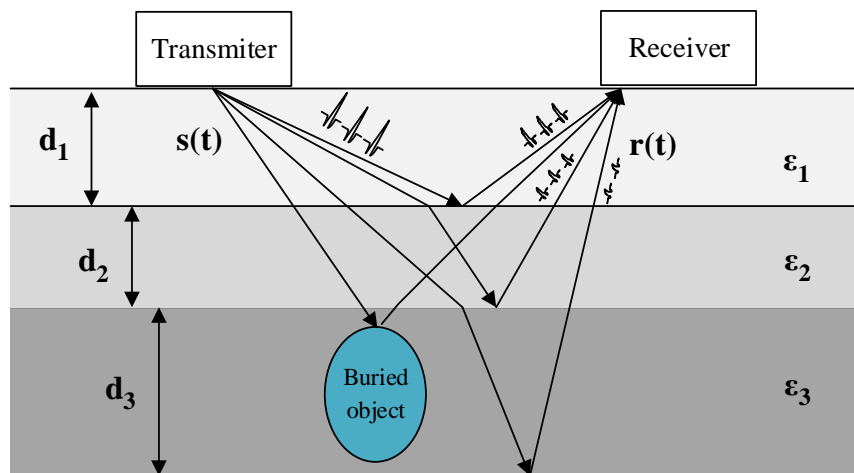 Transmiter
Receiver
d₁
s(t)
r(t)
ε₁
d₂
ε₂
d₃
Buried
object
ε₃